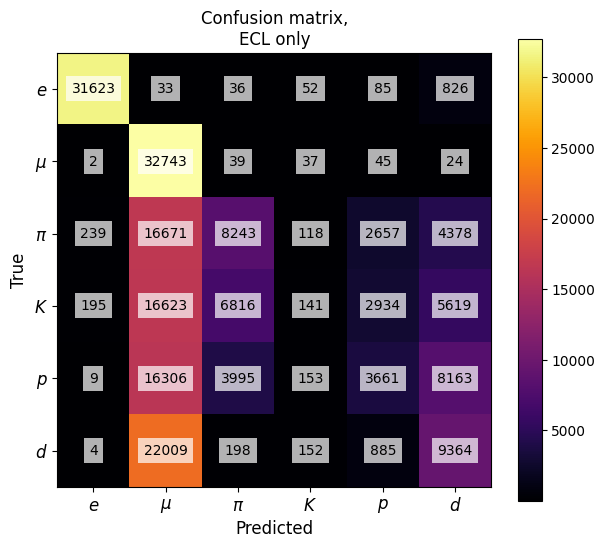 Confusion matrix,
ECL only
e 31623 33 36 52 85 826
μ 2 32743 39 37 45 24
π 239 16671 8243 118 2657 4378
K 195 16623 6816 141 2934 5619
p 9 16306 3995 153 3661 8163
d 4 22009 198 152 885 9364
e μ π K p d
Predicted
True
30000
25000
20000
15000
10000
5000